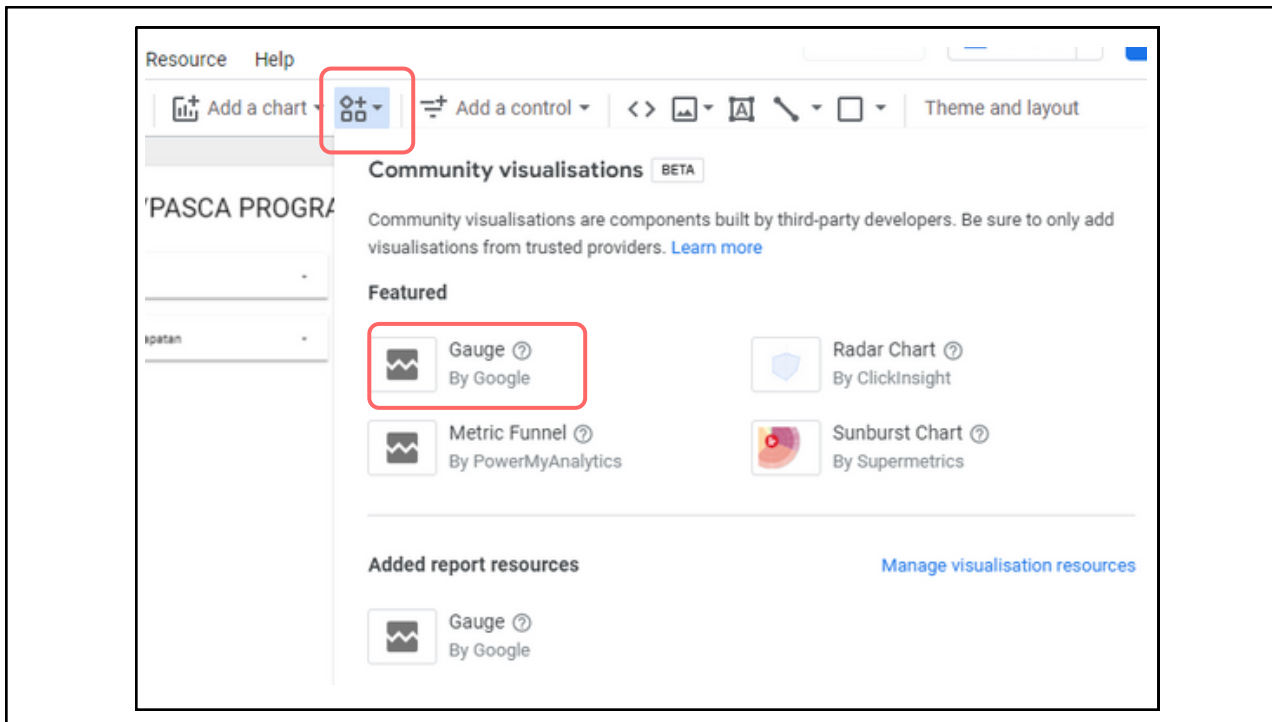 Resource Help
Add a chart Add a control Theme and layout
Community visualisations BETA
'PASCA PROGRA
Community visualisations are components built by third-party developers. Be sure to only add
visualisations from trusted providers. Learn more
Featured
apatan
Gauge
By Google
Radar Chart
By ClickInsight
Metric Funnel
By PowerMyAnalytics
Sunburst Chart
By Supermetrics
Added report resources Manage visualisation resources
Gauge
By Google